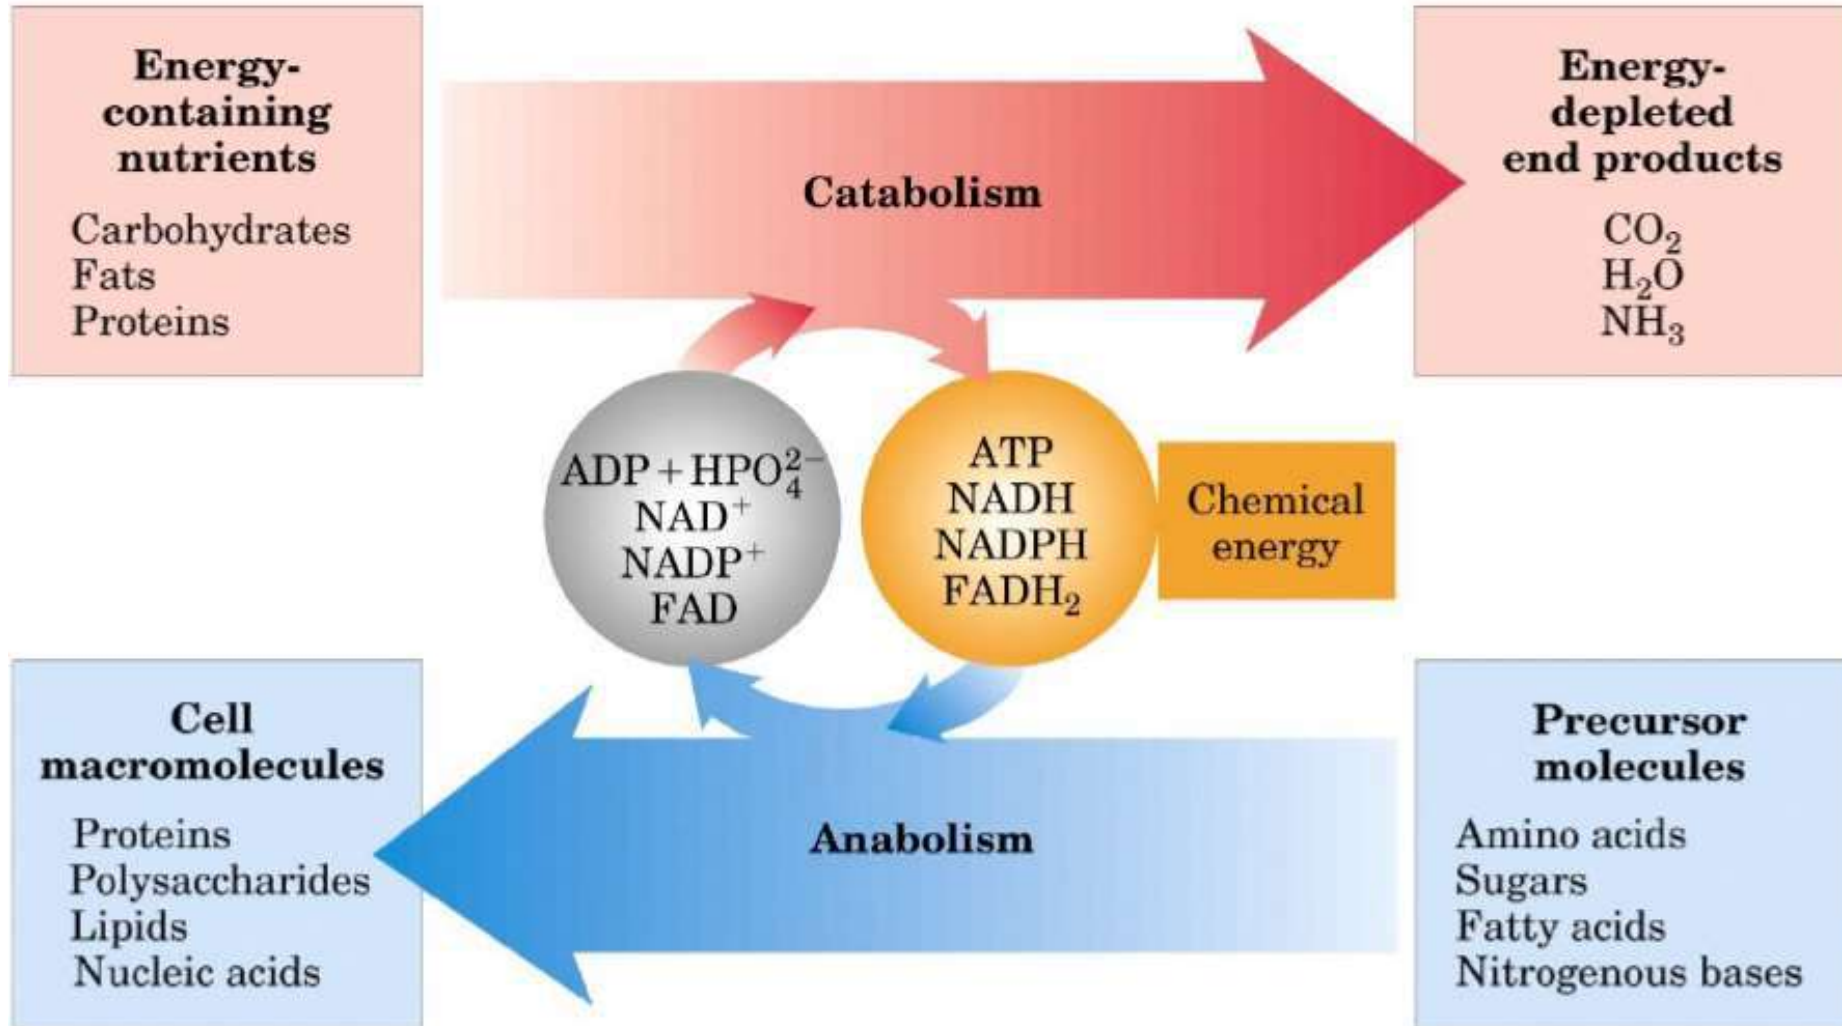 Energy-
containing
nutrients
Carbohydrates
Fats
Proteins
Catabolism
Energy-
depleted
end products
CO₂
H₂O
NH₃
ADP + HPO₄²⁻
NAD⁺
NADP⁺
FAD
ATP
NADH
NADPH
FADH₂
Chemical
energy
Cell
macromolecules
Proteins
Polysaccharides
Lipids
Nucleic acids
Anabolism
Precursor
molecules
Amino acids
Sugars
Fatty acids
Nitrogenous bases